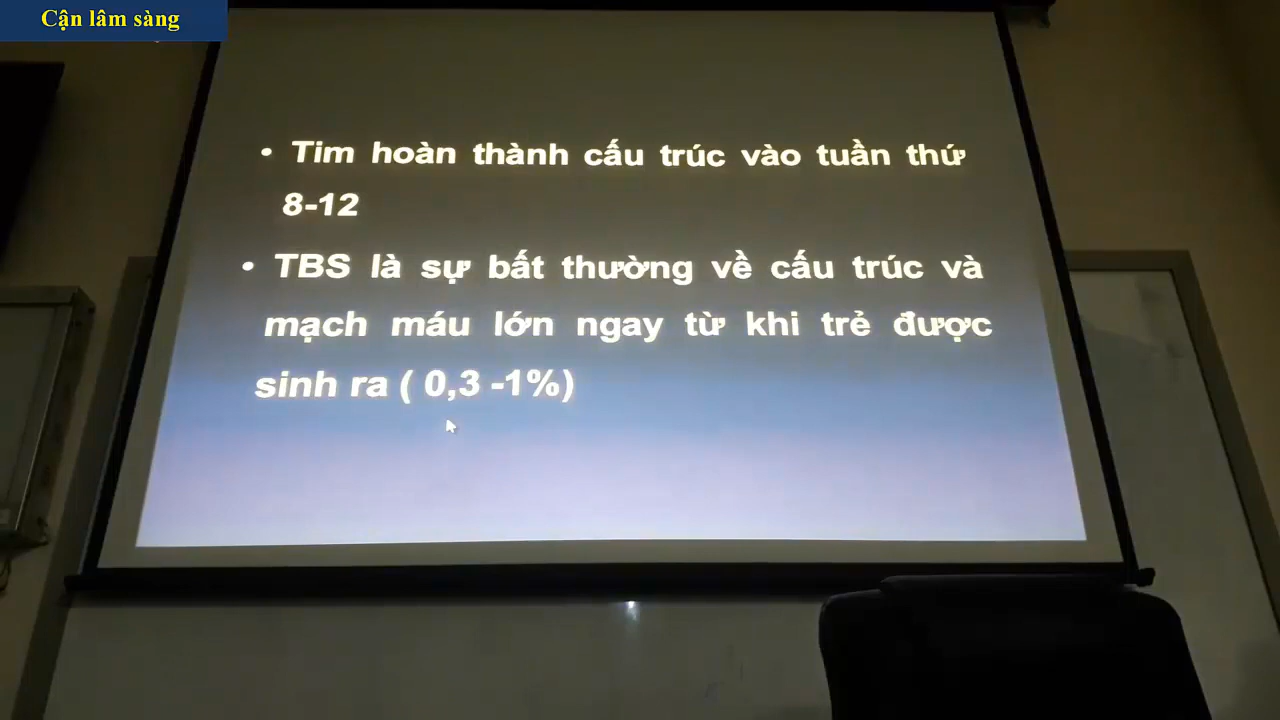 Cận lâm sàng
• Tim hoàn thành cấu trúc vào tuần thứ
8-12
• TBS là sự bất thường về cấu trúc và
mạch máu lớn ngay từ khi trẻ được
sinh ra ( 0,3 -1%)